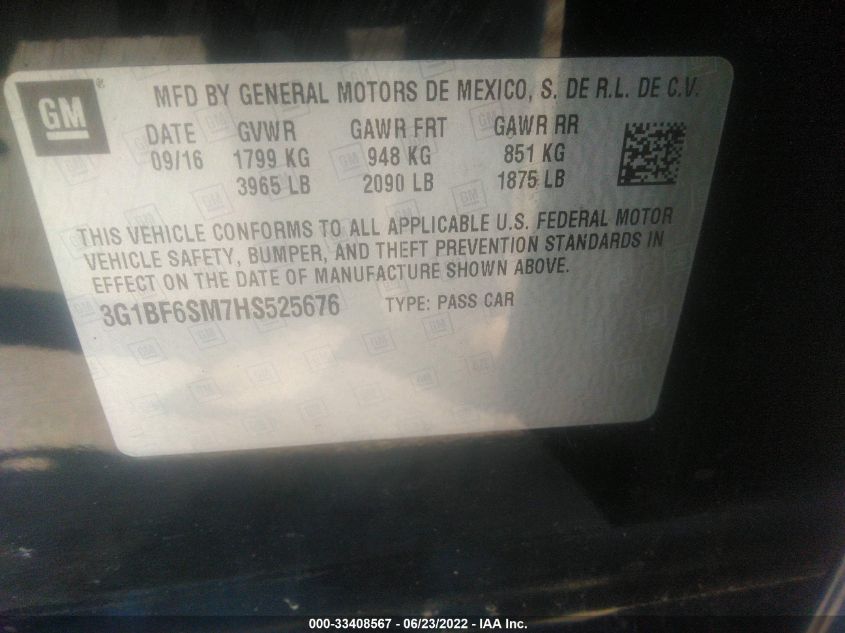 GM®
MFD BY GENERAL MOTORS DE MEXICO, S. DE R.L. DE C.V.
DATE GVWR GAWR FRT GAWR RR
09/16 1799 KG 948 KG 851 KG
3965 LB 2090 LB 1875 LB
THIS VEHICLE CONFORMS TO ALL APPLICABLE U.S. FEDERAL MOTOR
VEHICLE SAFETY, BUMPER, AND THEFT PREVENTION STANDARDS IN
EFFECT ON THE DATE OF MANUFACTURE SHOWN ABOVE.
3G1BF6SM7HS525676 TYPE: PASS CAR
000-33408567 - 06/23/2022 - IAA Inc.